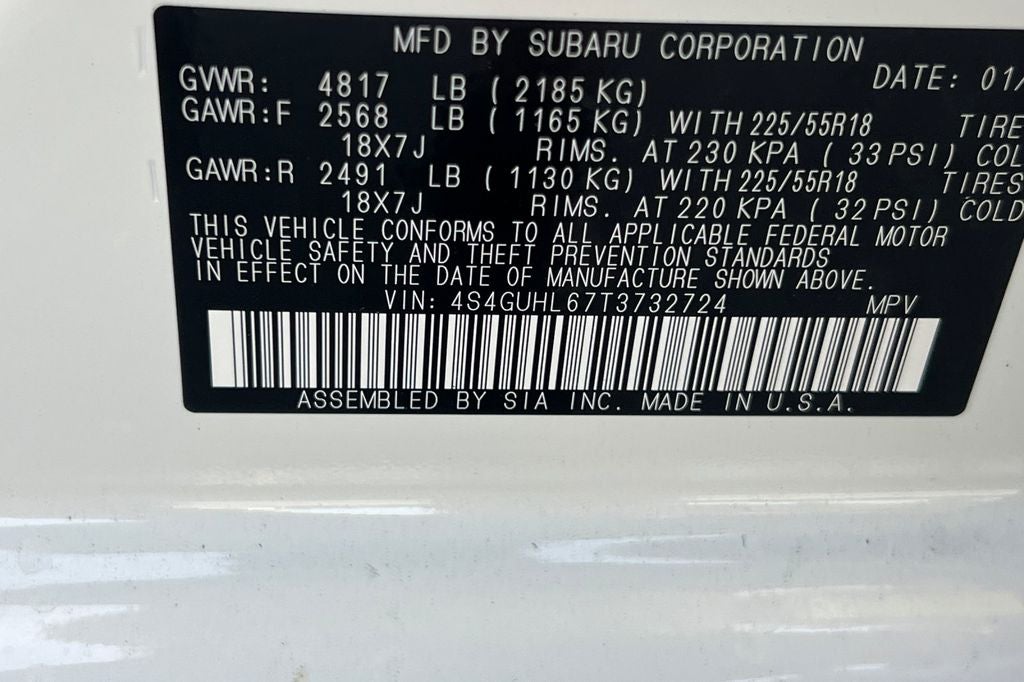 MFD BY SUBARU CORPORATION
GVWR: 4817 LB ( 2185 KG) DATE: 01/
GAWR:F 2568 LB ( 1165 KG) WITH 225/55R18 TIRE
18X7J RIMS. AT 230 KPA ( 33 PSI) COL
GAWR:R 2491 LB ( 1130 KG) WITH 225/55R18 TIRES
18X7J RIMS. AT 220 KPA ( 32 PSI) COLD
THIS VEHICLE CONFORMS TO ALL APPLICABLE FEDERAL MOTOR
VEHICLE SAFETY AND THEFT PREVENTION STANDARDS
IN EFFECT ON THE DATE OF MANUFACTURE SHOWN ABOVE.
VIN: 4S4GUHL67T3732724 MPV
ASSEMBLED BY SIA INC. MADE IN U.S.A.